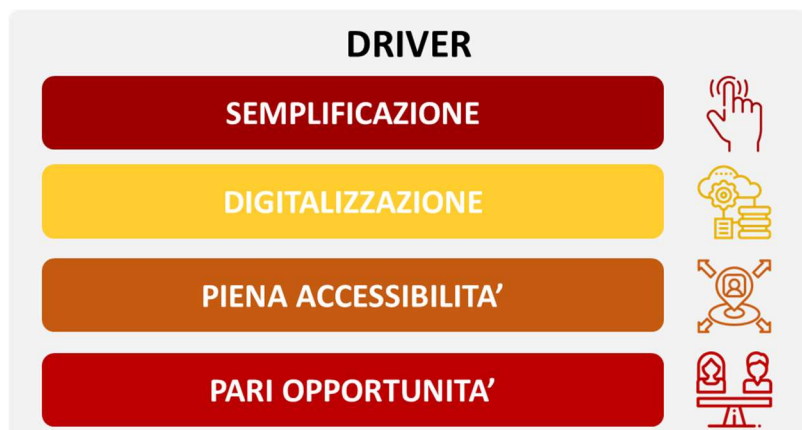 DRIVER
SEMPLIFICAZIONE
DIGITALIZZAZIONE
PIENA ACCESSIBILITA’
PARI OPPORTUNITA’